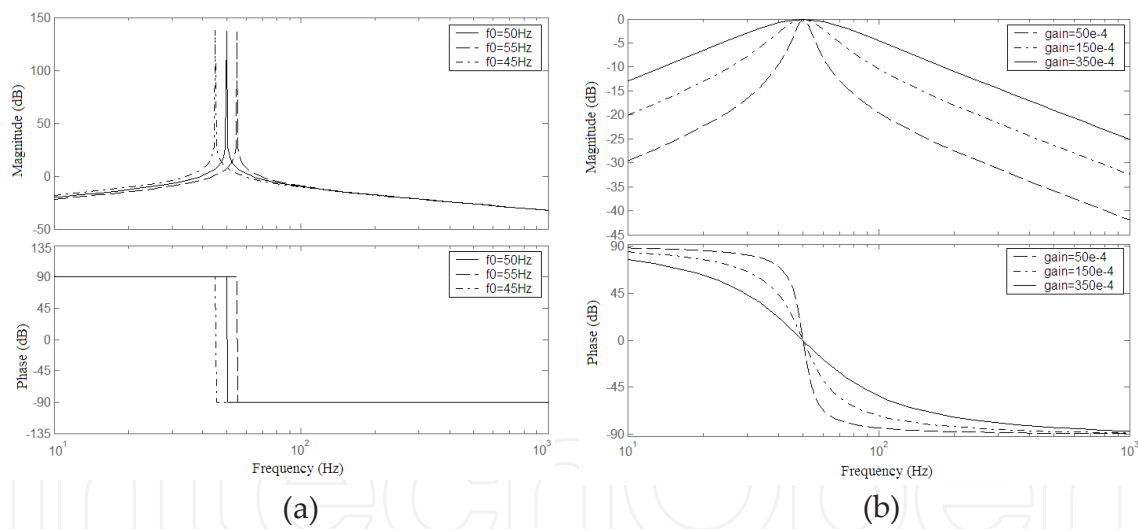 150
100
50
0
-50
Magnitude (dB)
f0=50Hz
f0=55Hz
f0=45Hz
135
90
45
0
-45
-90
-135
Phase (dB)
f0=50Hz
f0=55Hz
f0=45Hz
10^1
10^2
10^3
Frequency (Hz)
(a)
0
-5
-10
-15
-20
-25
-30
-35
-40
-45
Magnitude (dB)
gain=50e-4
gain=150e-4
gain=350e-4
90
45
0
-45
-90
Phase (dB)
gain=50e-4
gain=150e-4
gain=350e-4
10^1
10^2
10^3
Frequency (Hz)
(b)